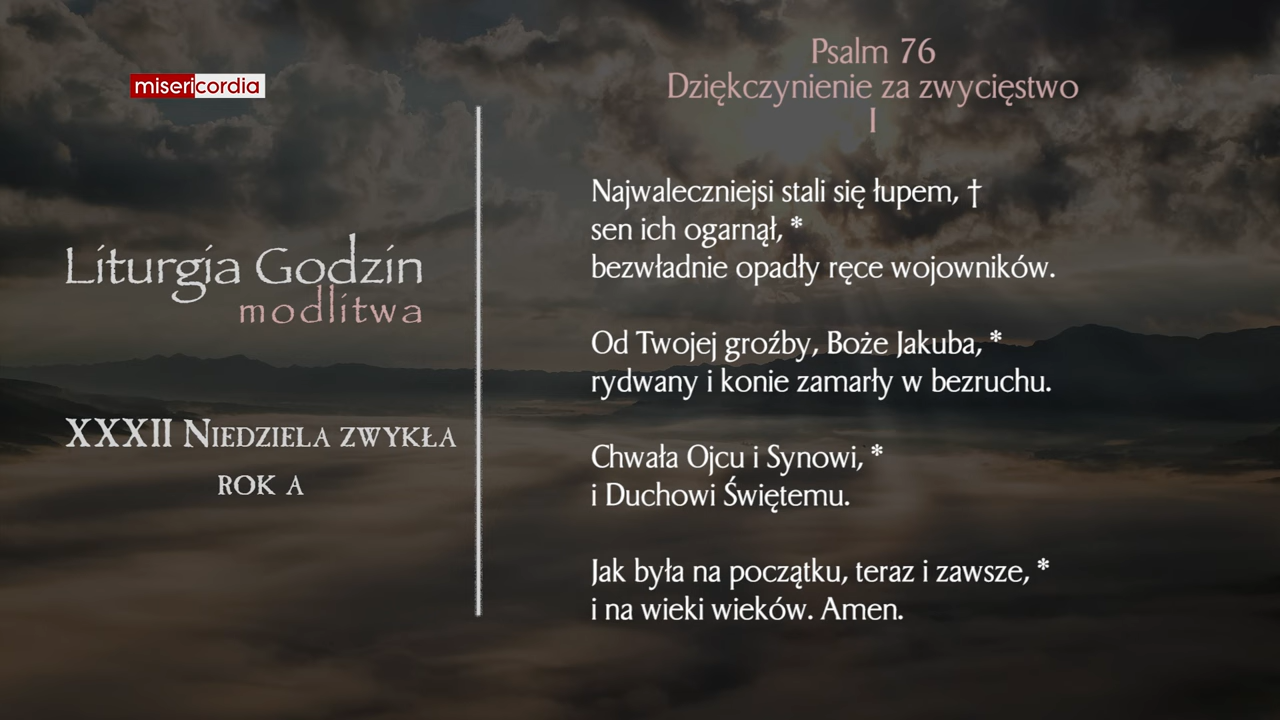 misericordia
Liturgia Godzin
modlitwa
XXXII Niedziela zwykła
rok A
Psalm 76
Dziękczynienie za zwycięstwo
I
Najwaleczniejsi stali się łupem, †
sen ich ogarnął, *
bezwładnie opadły ręce wojowników.
Od Twojej groźby, Boże Jakuba, *
rydwany i konie zamarły w bezruchu.
Chwała Ojcu i Synowi, *
i Duchowi Świętemu.
Jak była na początku, teraz i zawsze, *
i na wieki wieków. Amen.